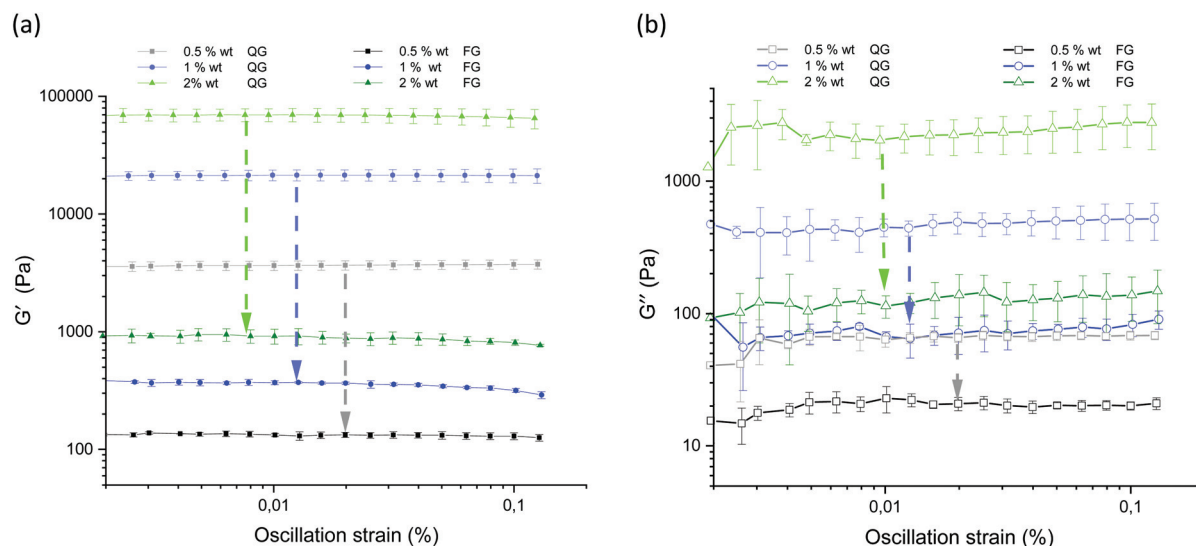 (a)
0.5 % wt QG
0.5 % wt FG
1 % wt QG
1 % wt FG
2% wt QG
2 % wt FG
100000
10000
1000
100
G′ (Pa)
0,01
0,1
Oscillation strain (%)
(b)
0.5 % wt QG
0.5 % wt FG
1 % wt QG
1 % wt FG
2 % wt QG
2 % wt FG
1000
100
10
G″ (Pa)
0,01
0,1
Oscillation strain (%)